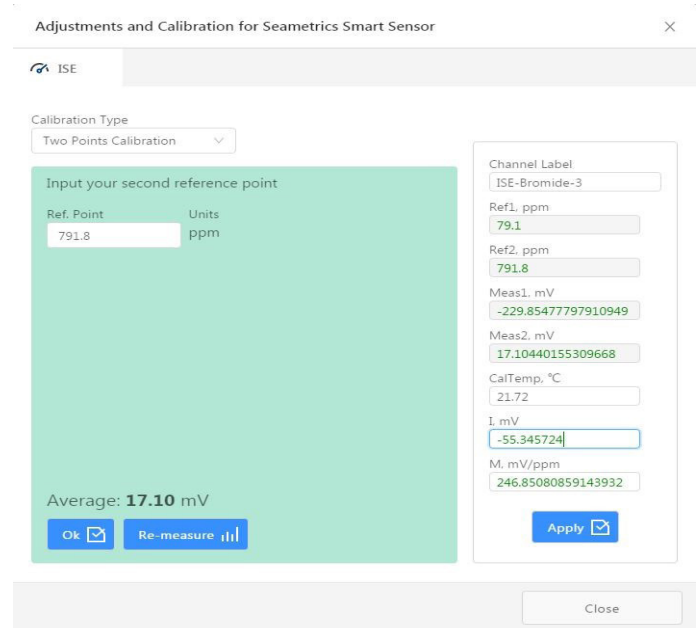 Adjustments and Calibration for Seametrics Smart Sensor
ISE
Calibration Type
Two Points Calibration
Input your second reference point
Ref. Point Units
791.8 ppm
Average: 17.10 mV
Ok Re-measure
Channel Label
ISE-Bromide-3
Ref1, ppm
79.1
Ref2, ppm
791.8
Meas1, mV
-229.85477797910949
Meas2, mV
17.10440155309668
CalTemp, °C
21.72
I, mV
-55.345724
M, mV/ppm
246.85080859143932
Apply
Close